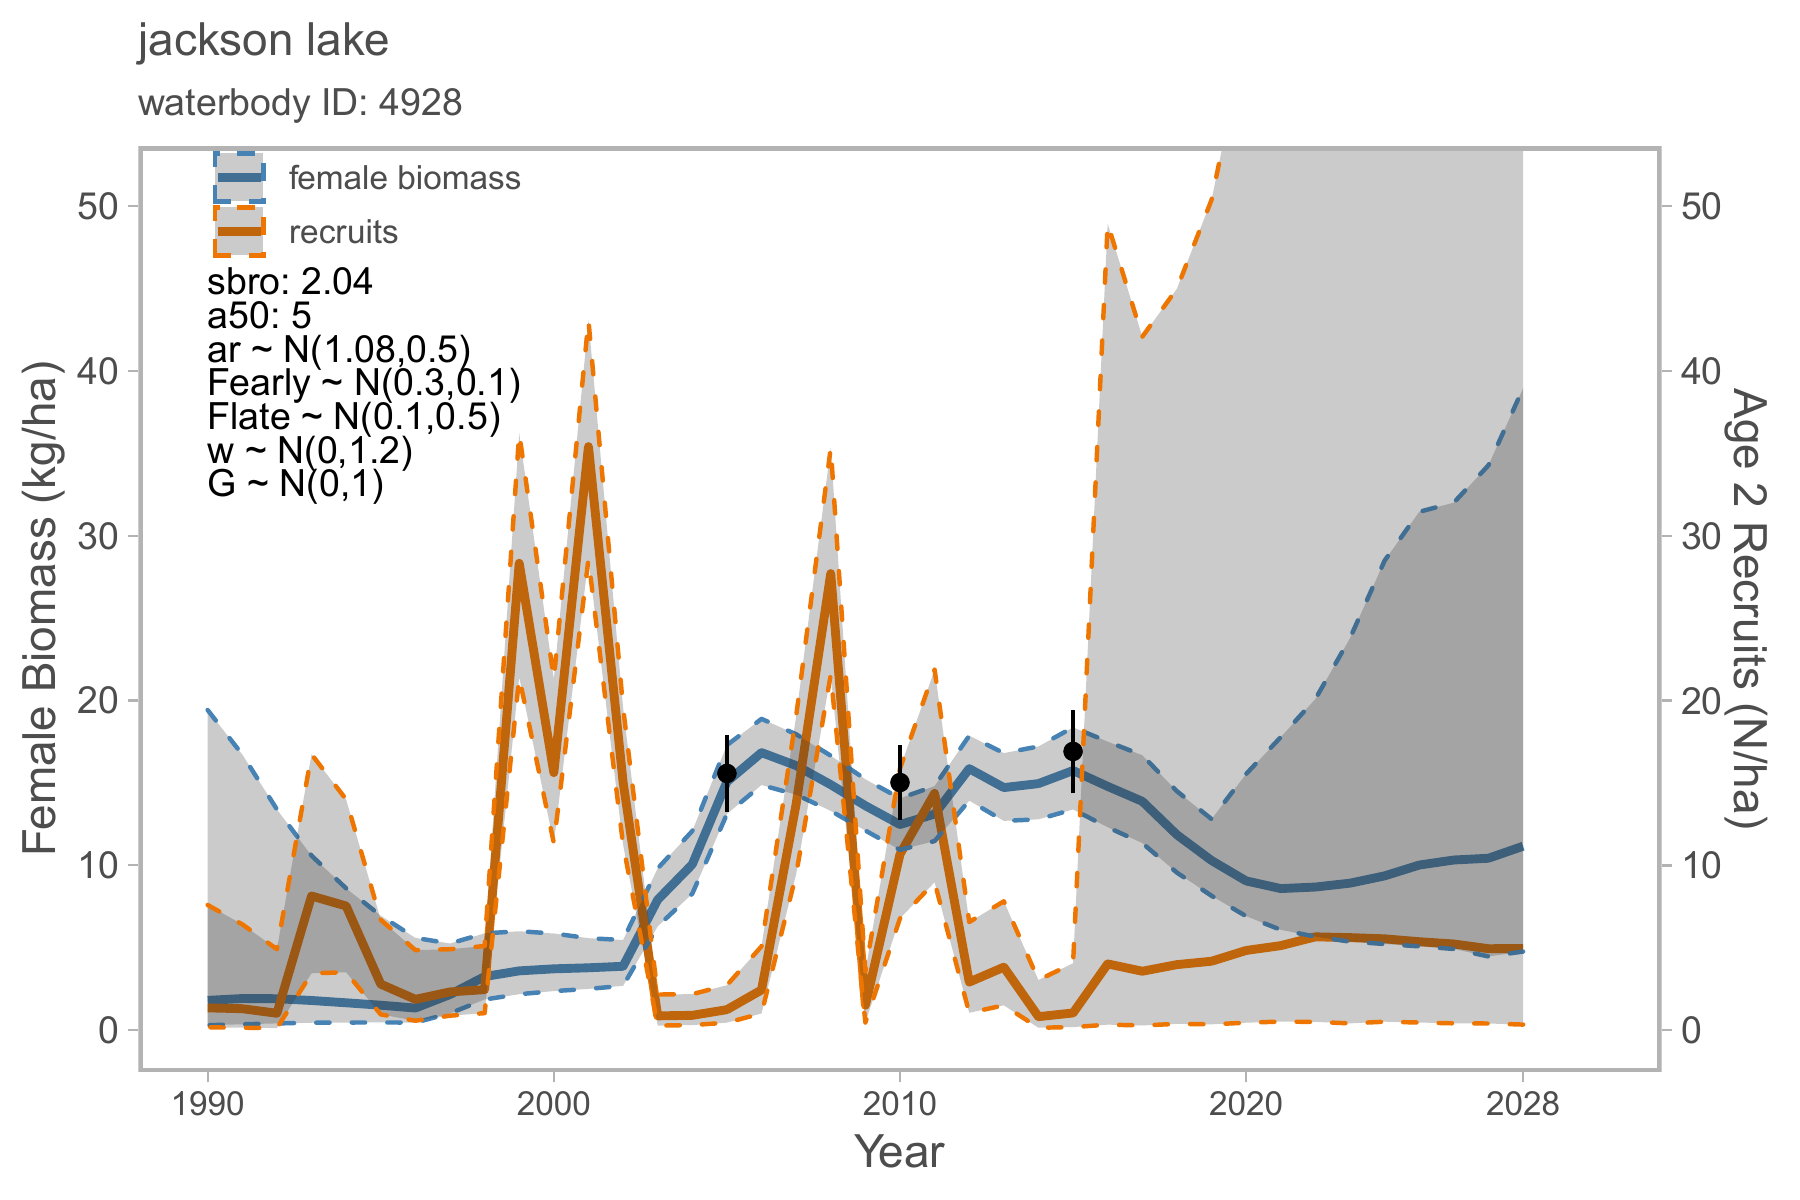 jackson lake
waterbody ID: 4928
female biomass
recruits
sbro: 2.04
a50: 5
ar ~ N(1.08,0.5)
Fearly ~ N(0.3,0.1)
Flate ~ N(0.1,0.5)
w ~ N(0,1.2)
G ~ N(0,1)
Female Biomass (kg/ha)
50
40
30
20
10
0
50
40
30
20
10
0
Age 2 Recruits (N/ha)
1990
2000
2010
2020
2028
Year